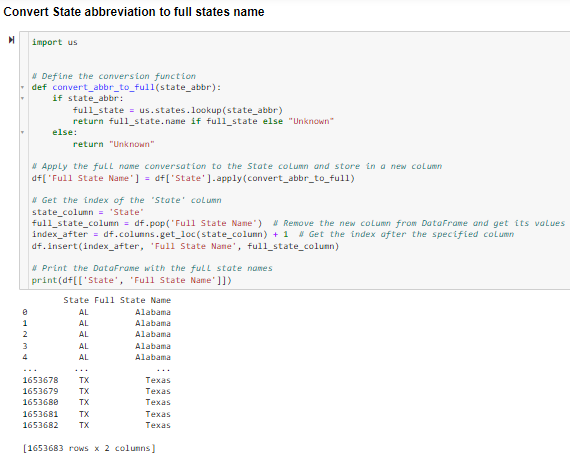 Convert State abbreviation to full states name
import us
# Define the conversion function
def convert_abbr_to_full(state_abbr):
    if state_abbr:
        full_state = us.states.lookup(state_abbr)
        return full_state.name if full_state else "Unknown"
    else:
        return "Unknown"
# Apply the full name conversation to the State column and store in a new column
df['Full State Name'] = df['State'].apply(convert_abbr_to_full)
# Get the index of the 'State' column
state_column = 'State'
full_state_column = df.pop('Full State Name')  # Remove the new column from DataFrame and get its values
index_after = df.columns.get_loc(state_column) + 1  # Get the index after the specified column
df.insert(index_after, 'Full State Name', full_state_column)
# Print the DataFrame with the full state names
print(df[['State', 'Full State Name']])
State Full State Name
0 AL Alabama
1 AL Alabama
2 AL Alabama
3 AL Alabama
4 AL Alabama
... ... ...
1653678 TX Texas
1653679 TX Texas
1653680 TX Texas
1653681 TX Texas
1653682 TX Texas
[1653683 rows x 2 columns]